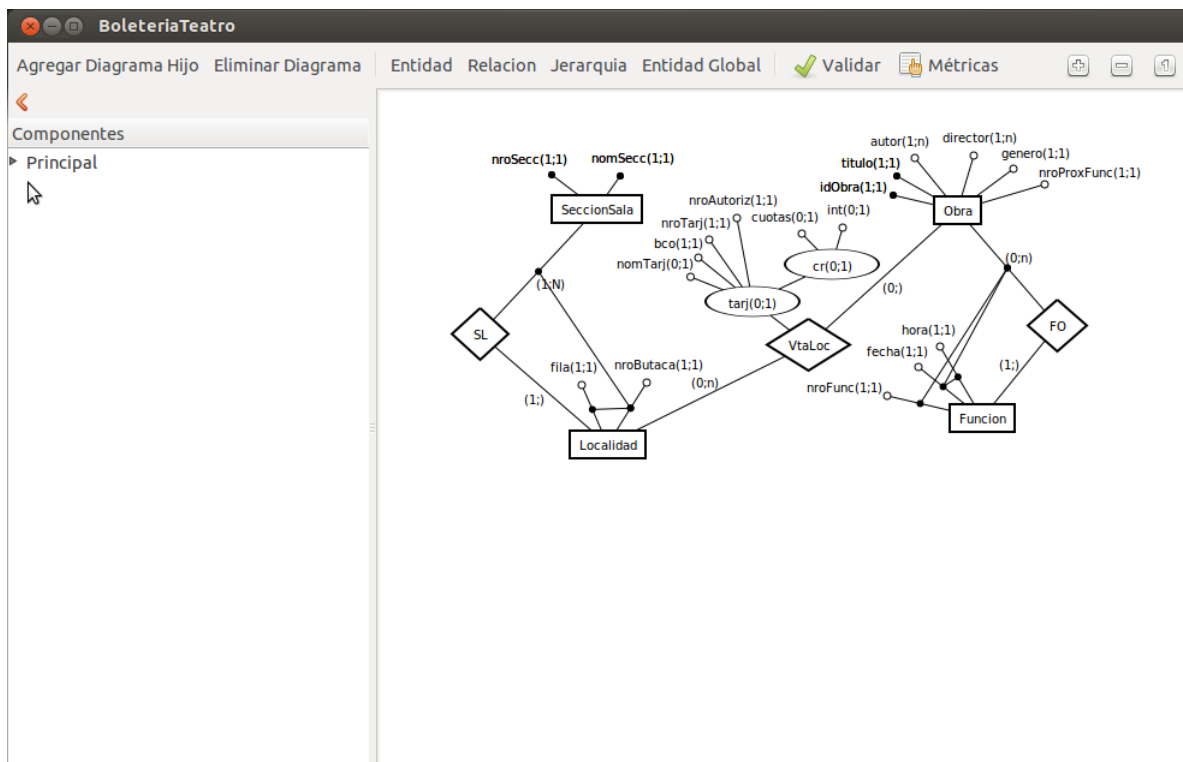 BoleteriaTeatro
Agregar Diagrama Hijo Eliminar Diagrama Entidad Relacion Jerarquia Entidad Global Validar Métricas
Componentes
Principal
nroSecc(1;1)
nomSecc(1;1)
SeccionSala
(1;N)
SL
(1;)
fila(1;1)
nroButaca(1;1)
Localidad
(0;n)
nroAutoriz(1;1)
nroTarj(1;1)
bco(1;1)
nomTarj(0;1)
tarj(0;1)
cuotas(0;1)
int(0;1)
cr(0;1)
VtaLoc
(0;)
autor(1;n)
director(1;n)
titulo(1;1)
genero(1;1)
idObra(1;1)
nroProxFunc(1;1)
Obra
(0;n)
FO
(1;)
hora(1;1)
fecha(1;1)
nroFunc(1;1)
Funcion